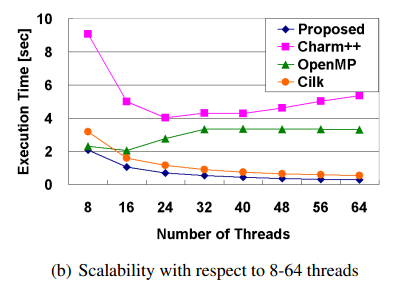 Execution Time [sec]
10
8
6
4
2
0
Proposed
Charm++
OpenMP
Cilk
8 16 24 32 40 48 56 64
Number of Threads
(b) Scalability with respect to 8-64 threads